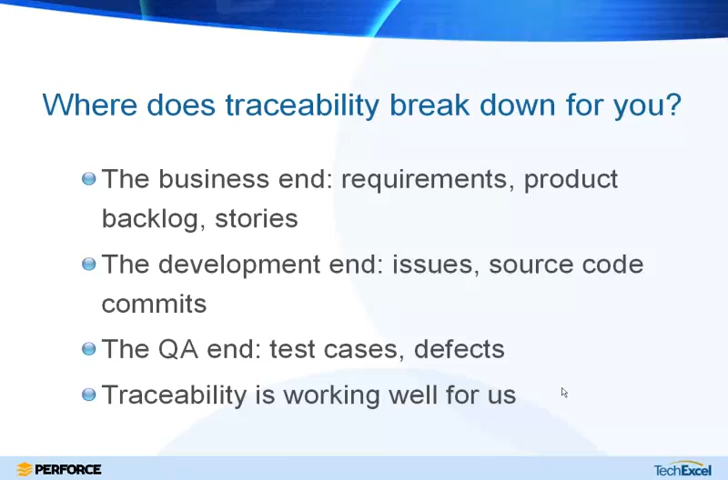 Where does traceability break down for you?
The business end: requirements, product
backlog, stories
The development end: issues, source code
commits
The QA end: test cases, defects
Traceability is working well for us
PERFORCE
TechExcel